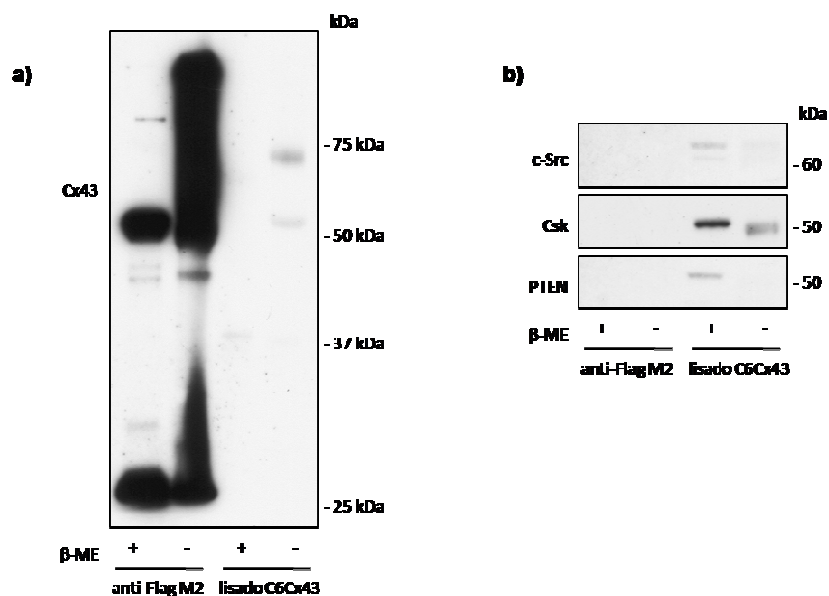 kDa
a)
- 75 kDa
Cx43
- 50 kDa
- 37 kDa
- 25 kDa
β-ME + - + -
anti Flag M2 lisado C6Cx43
b)
kDa
c-Src
- 60
Csk
- 50
PTEN
- 50
β-ME + - + -
anti-Flag M2 lisado C6Cx43